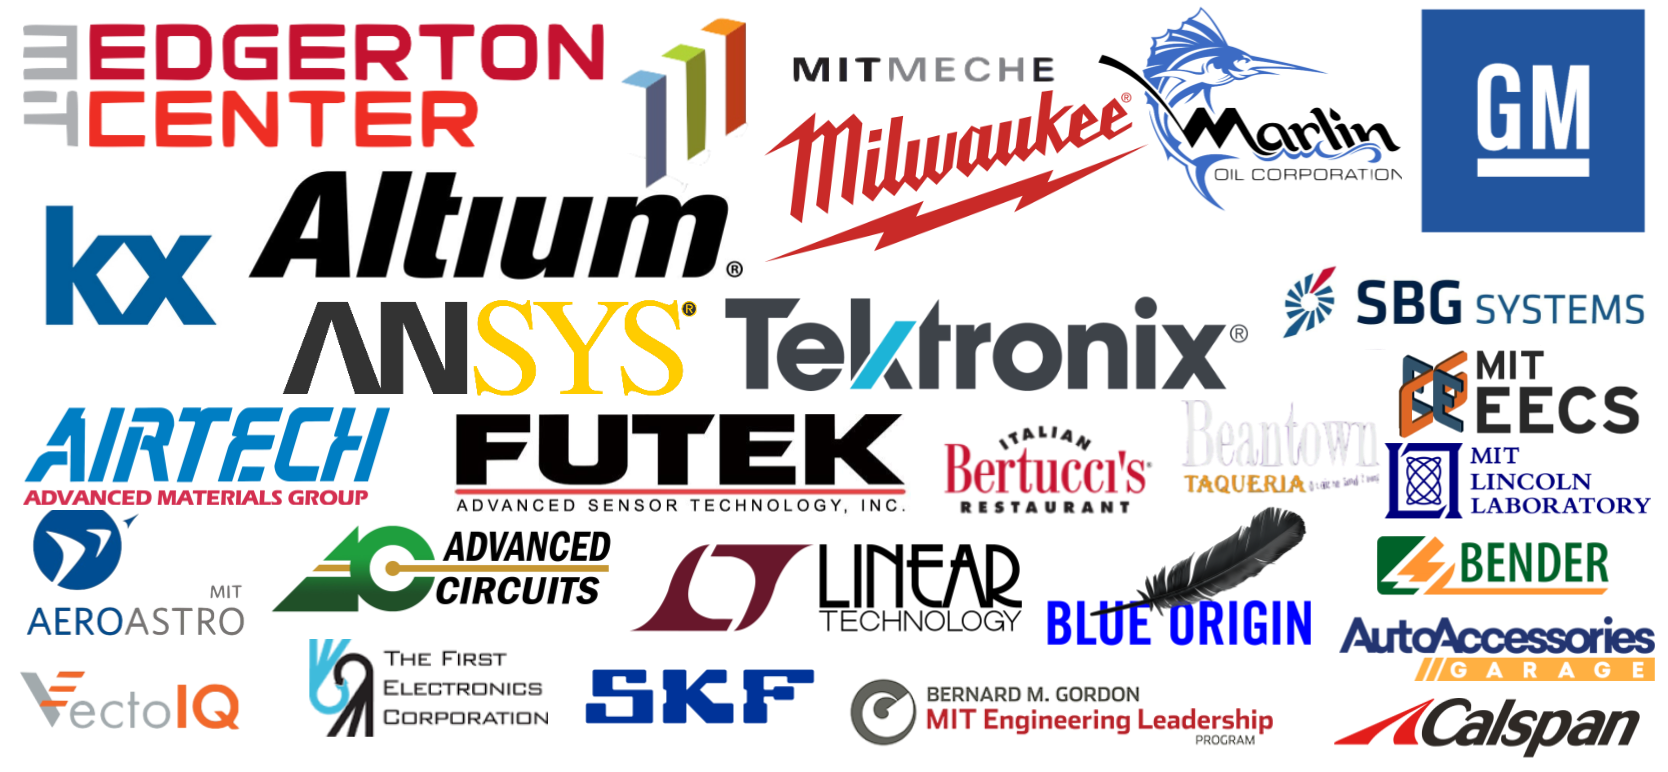 EDGERTON
CENTER
MITMECHE
Milwaukee®
Marlin
OIL CORPORATION
GM
kx
Altium®
ANSYS®
Tektronix®
SBG SYSTEMS
MIT
EECS
AIRTECH
ADVANCED MATERIALS GROUP
FUTEK
ADVANCED SENSOR TECHNOLOGY, INC.
ITALIAN
Bertucci's®
RESTAURANT
Beantown
TAQUERIA
MIT
LINCOLN
LABORATORY
MIT
AEROASTRO
ADVANCED
CIRCUITS
LINEAR
TECHNOLOGY
BLUE ORIGIN
BENDER
AutoAccessories
GARAGE
VectoIQ
THE FIRST
ELECTRONICS
CORPORATION
SKF
BERNARD M. GORDON
MIT Engineering Leadership
PROGRAM
Calspan